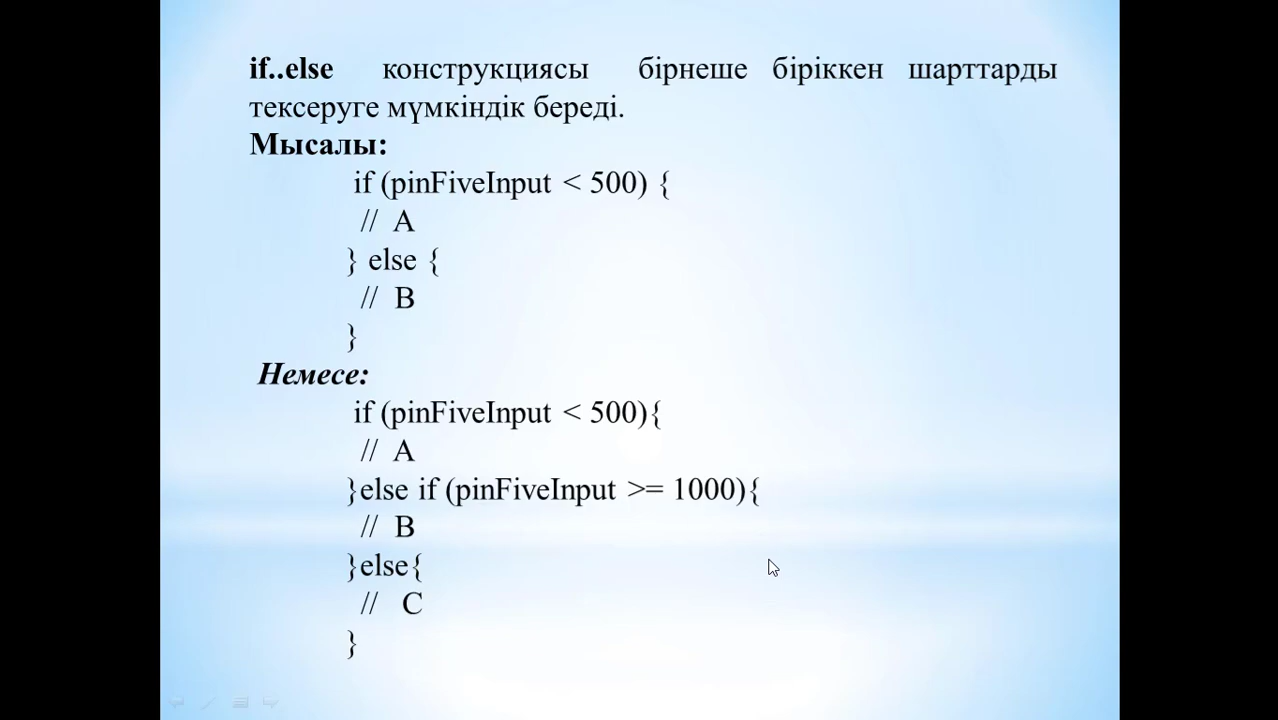 if..else конструкциясы бірнеше біріккен шарттарды
тексеруге мүмкіндік береді.
Мысалы:
if (pinFiveInput < 500) {
// A
} else {
// B
}
Немесе:
if (pinFiveInput < 500){
// A
}else if (pinFiveInput >= 1000){
// B
}else{
// C
}